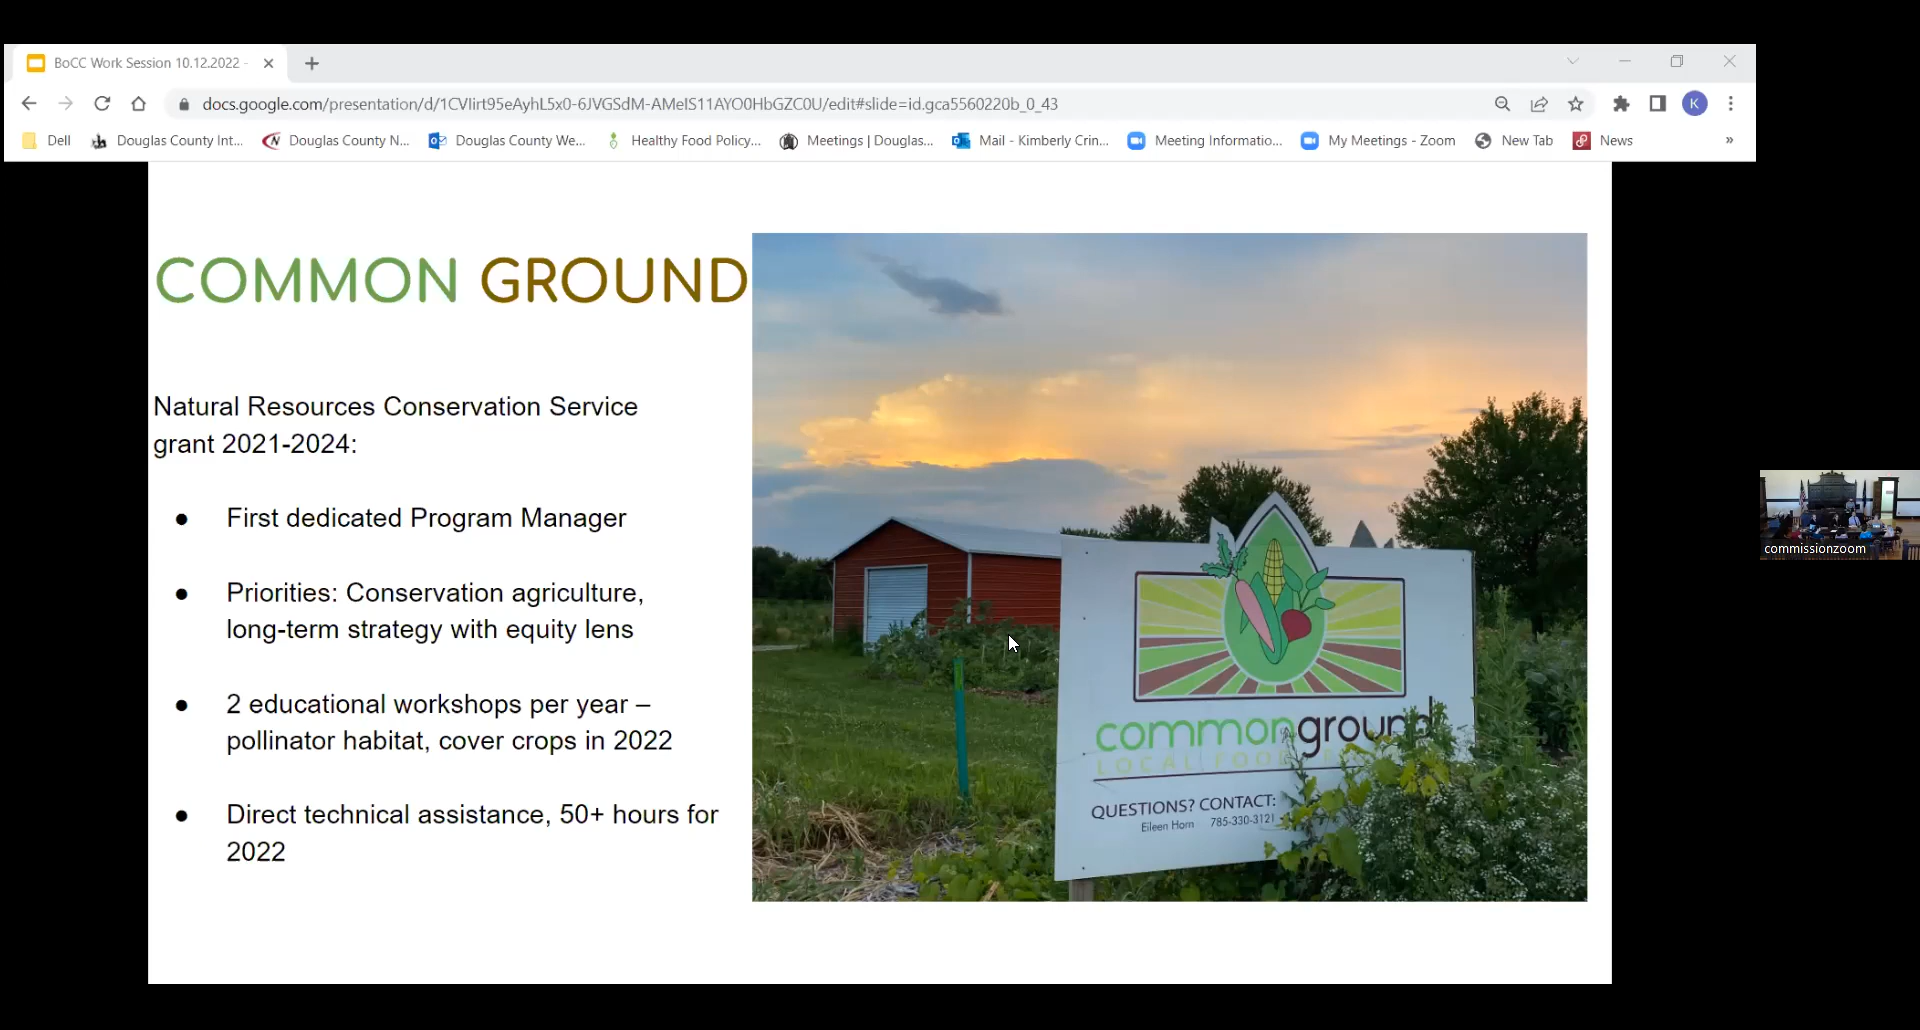 BoCC Work Session 10.12.2022 -
docs.google.com/presentation/d/1CVIirt95eAyhL5x0-6JVGSdM-AMeIS11AYO0HbGZC0U/edit#slide=id.gca5560220b_0_43
K
Dell
Douglas County Int...
Douglas County N...
Douglas County We...
Healthy Food Policy...
Meetings | Douglas...
Mail - Kimberly Crin...
Meeting Informatio...
My Meetings - Zoom
New Tab
News
»
COMMON GROUND
Natural Resources Conservation Service
grant 2021-2024:
● First dedicated Program Manager
● Priorities: Conservation agriculture,
long-term strategy with equity lens
● 2 educational workshops per year –
pollinator habitat, cover crops in 2022
● Direct technical assistance, 50+ hours for
2022
commonground
LOCAL FOOD
QUESTIONS? CONTACT:
Eileen Horn 785-330-3121
commissionzoom